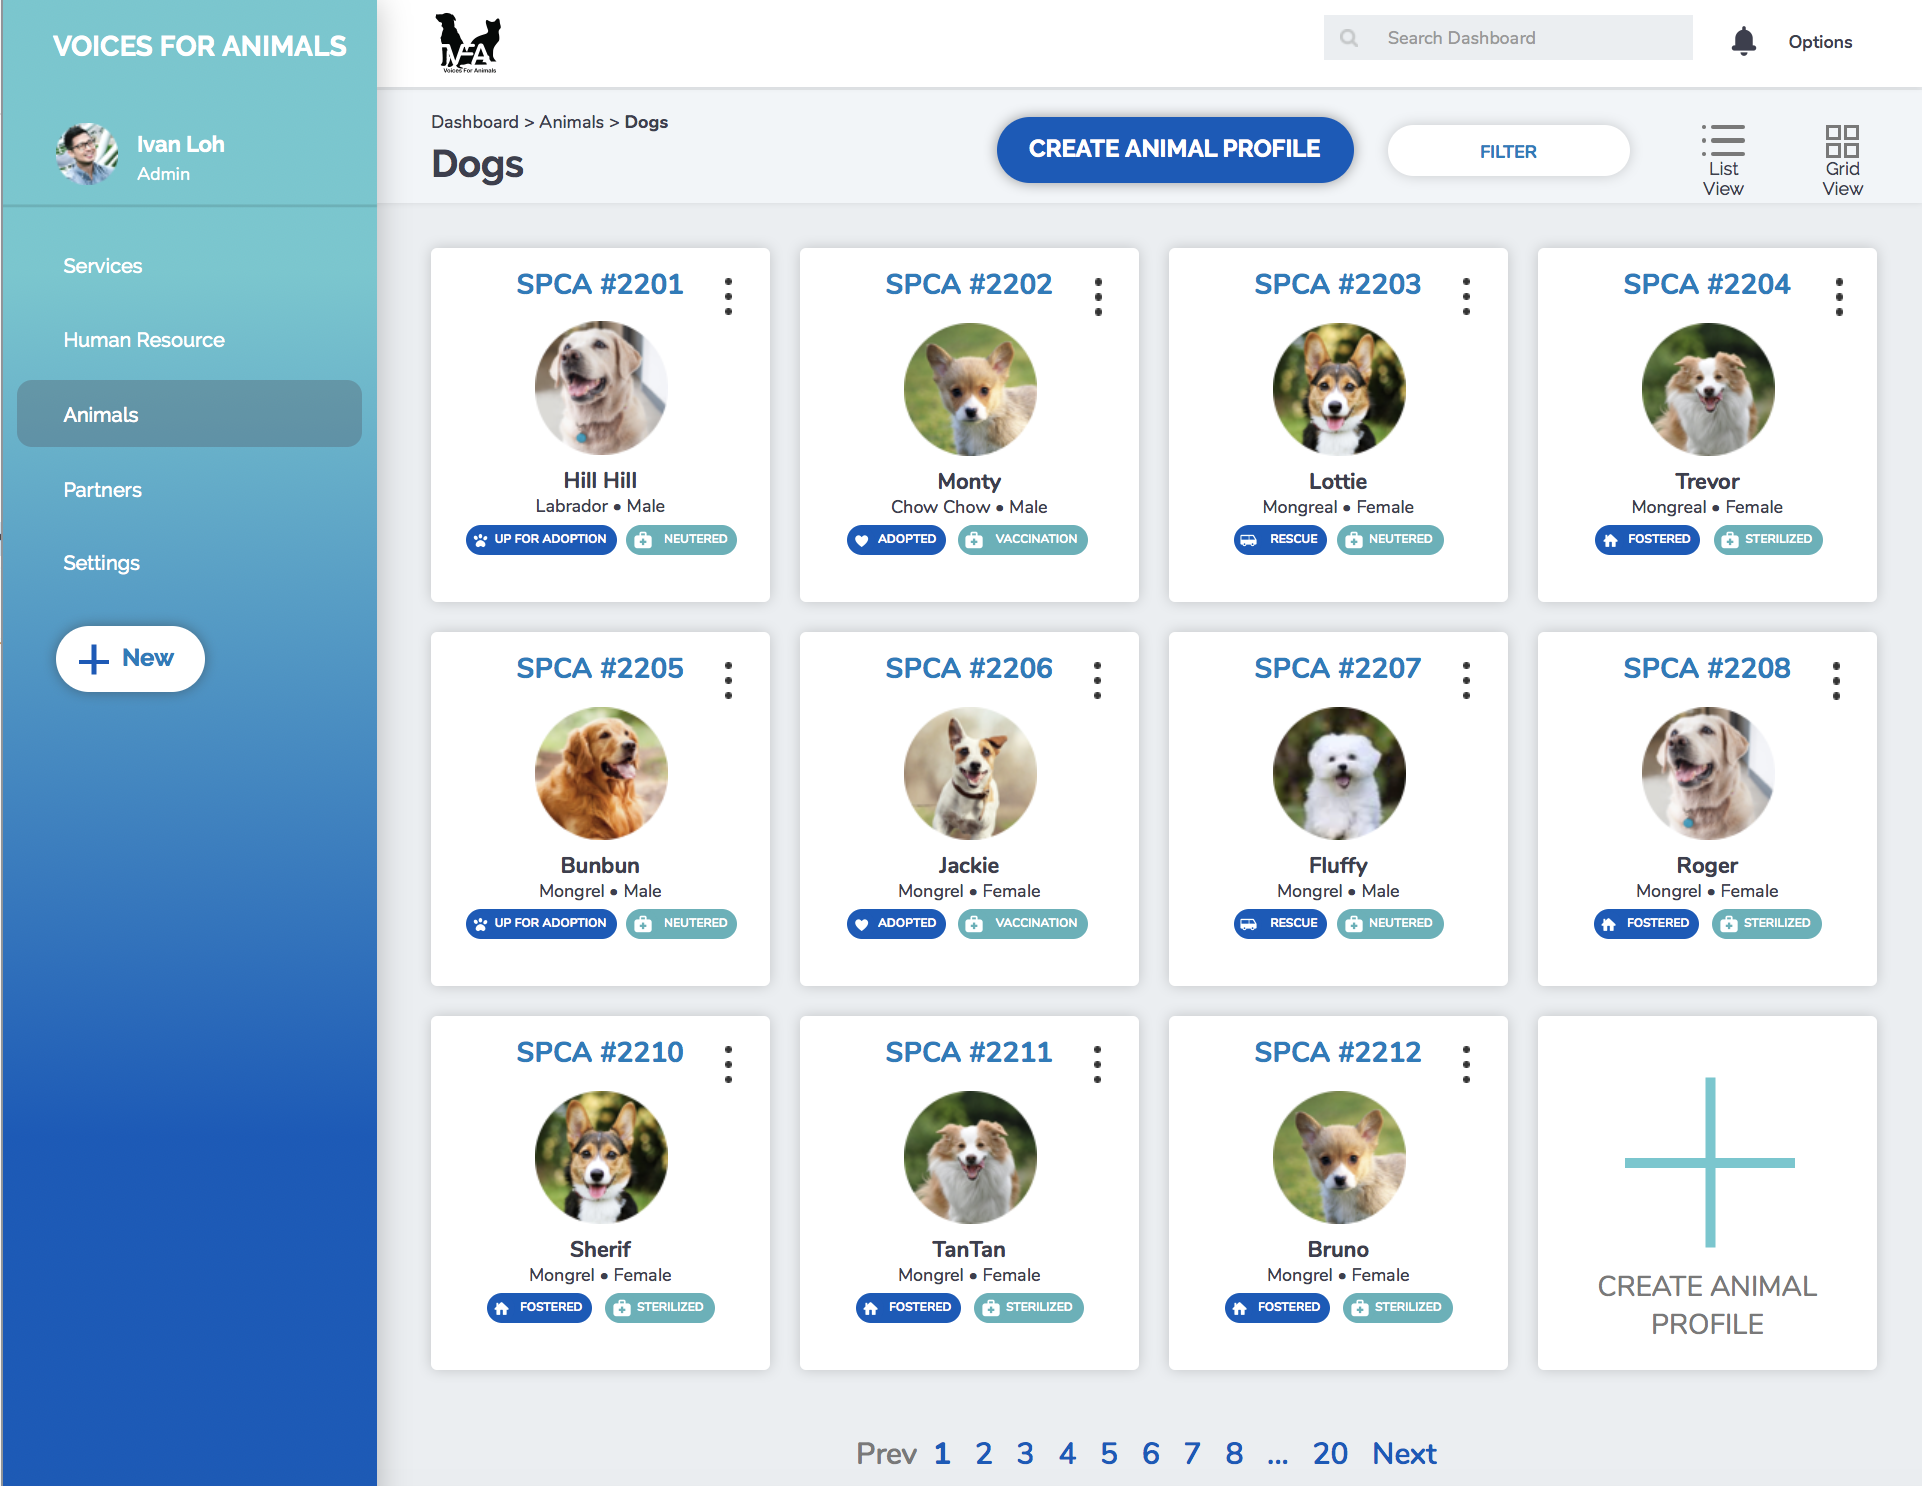 VOICES FOR ANIMALS
Ivan Loh
Admin
Services
Human Resource
Animals
Partners
Settings
New
VFA
Voices For Animals
Search Dashboard
Options
Dashboard > Animals > Dogs
Dogs
CREATE ANIMAL PROFILE
FILTER
List
View
Grid
View
SPCA #2201
Hill Hill
Labrador • Male
UP FOR ADOPTION NEUTERED
SPCA #2202
Monty
Chow Chow • Male
ADOPTED VACCINATION
SPCA #2203
Lottie
Mongreal • Female
RESCUE NEUTERED
SPCA #2204
Trevor
Mongreal • Female
FOSTERED STERILIZED
SPCA #2205
Bunbun
Mongrel • Male
UP FOR ADOPTION NEUTERED
SPCA #2206
Jackie
Mongrel • Female
ADOPTED VACCINATION
SPCA #2207
Fluffy
Mongrel • Male
RESCUE NEUTERED
SPCA #2208
Roger
Mongrel • Female
FOSTERED STERILIZED
SPCA #2210
Sherif
Mongrel • Female
FOSTERED STERILIZED
SPCA #2211
TanTan
Mongrel • Female
FOSTERED STERILIZED
SPCA #2212
Bruno
Mongrel • Female
FOSTERED STERILIZED
CREATE ANIMAL
PROFILE
Prev 1 2 3 4 5 6 7 8 ... 20 Next